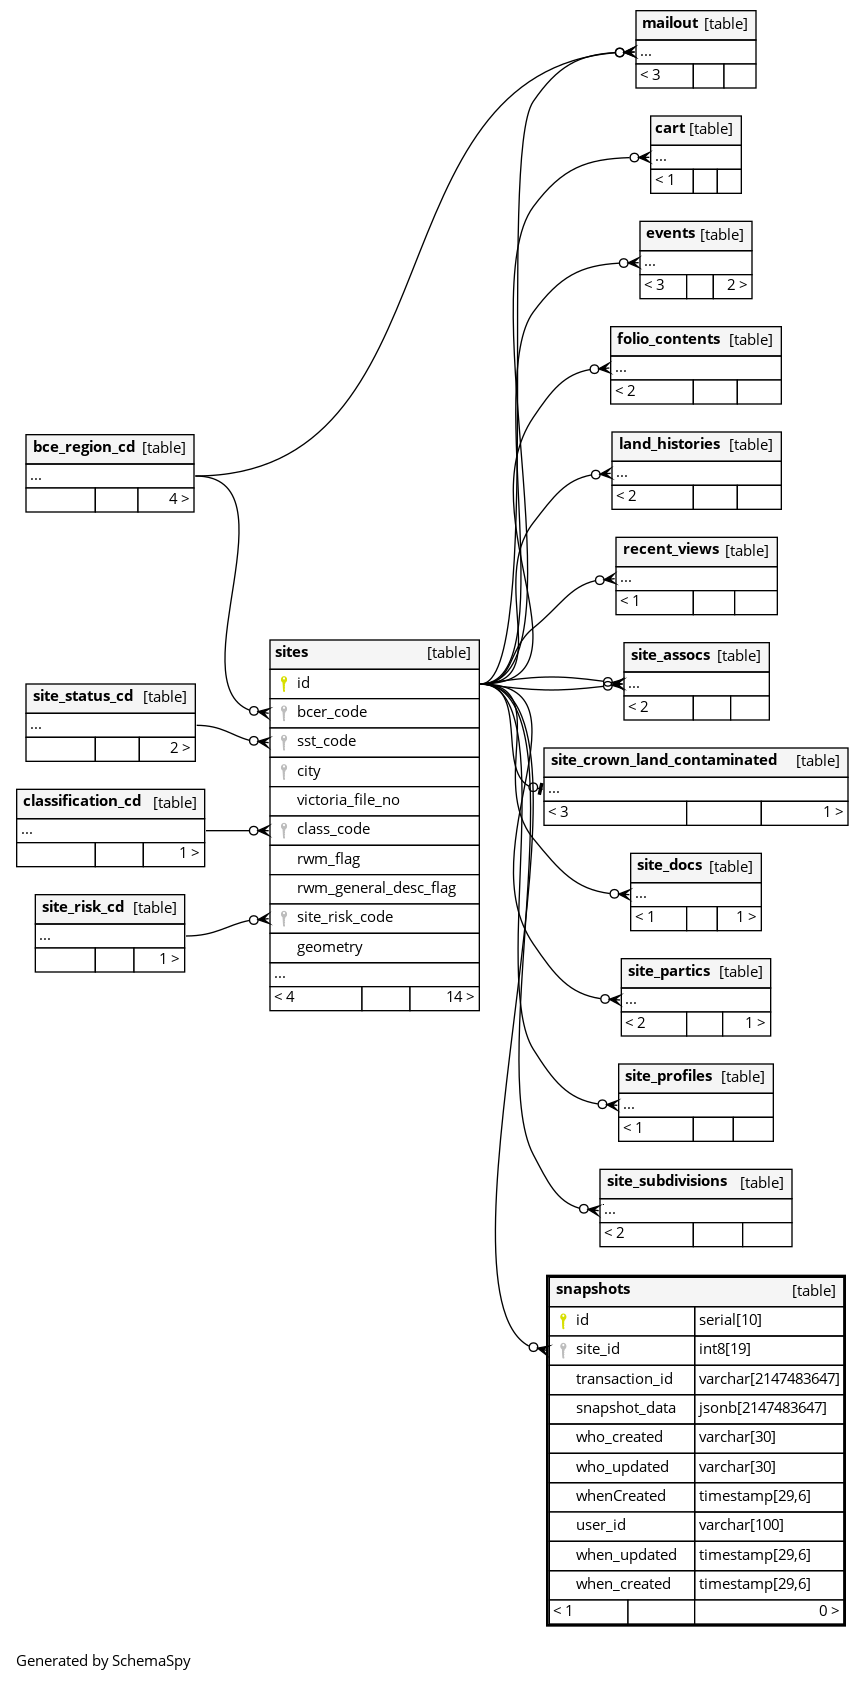 mailout [table]
...
< 3
cart [table]
...
< 1
events [table]
...
< 3 2 >
folio_contents [table]
...
< 2
bce_region_cd [table]
...
4 >
land_histories [table]
...
< 2
recent_views [table]
...
< 1
sites [table]
id
bcer_code
sst_code
city
victoria_file_no
class_code
rwm_flag
rwm_general_desc_flag
site_risk_code
geometry
...
< 4 14 >
site_status_cd [table]
...
2 >
classification_cd [table]
...
1 >
site_risk_cd [table]
...
1 >
site_assocs [table]
...
< 2
site_crown_land_contaminated [table]
...
< 3 1 >
site_docs [table]
...
< 1 1 >
site_partics [table]
...
< 2 1 >
site_profiles [table]
...
< 1
site_subdivisions [table]
...
< 2
snapshots [table]
id serial[10]
site_id int8[19]
transaction_id varchar[2147483647]
snapshot_data jsonb[2147483647]
who_created varchar[30]
who_updated varchar[30]
whenCreated timestamp[29,6]
user_id varchar[100]
when_updated timestamp[29,6]
when_created timestamp[29,6]
< 1 0 >
Generated by SchemaSpy